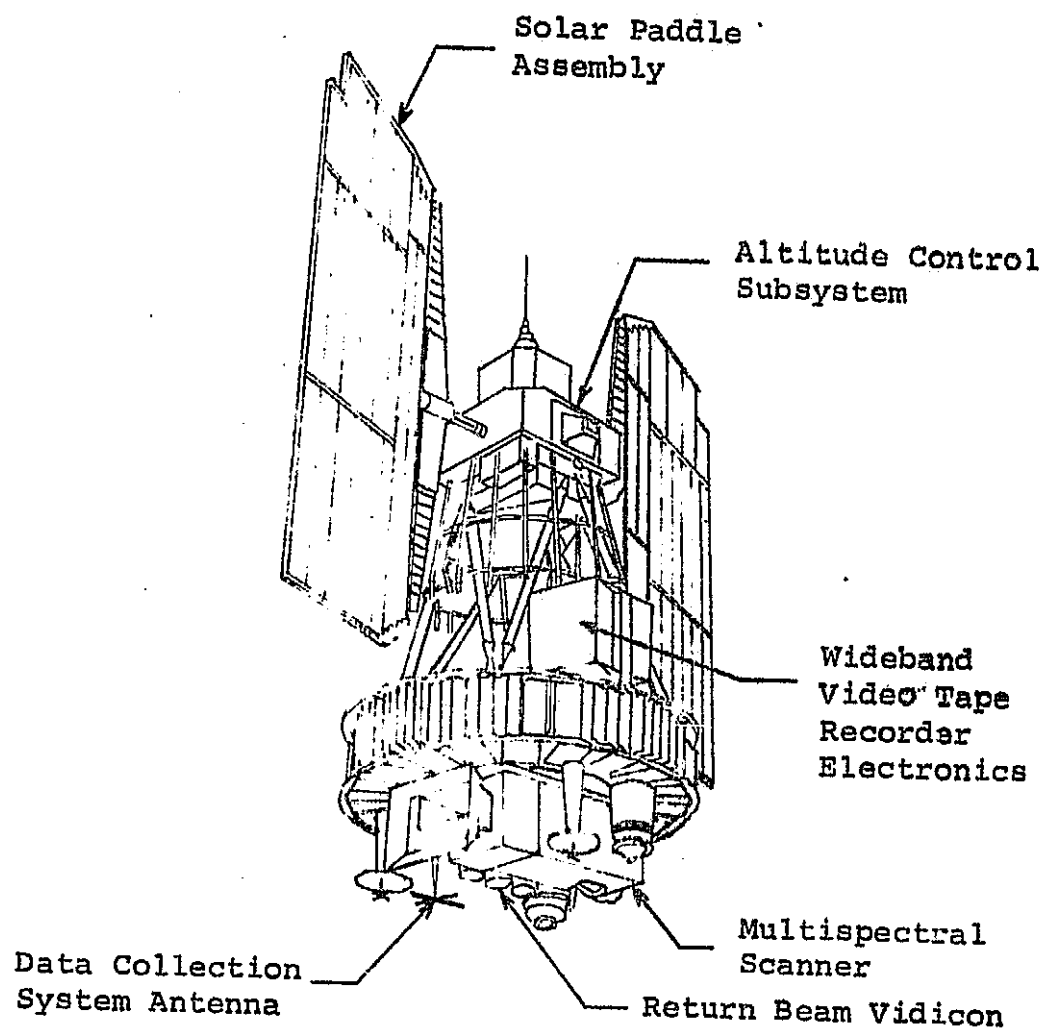 Solar Paddle
Assembly
Altitude Control
Subsystem
Wideband
Video Tape
Recorder
Electronics
Multispectral
Scanner
Data Collection
System Antenna
Return Beam Vidicon